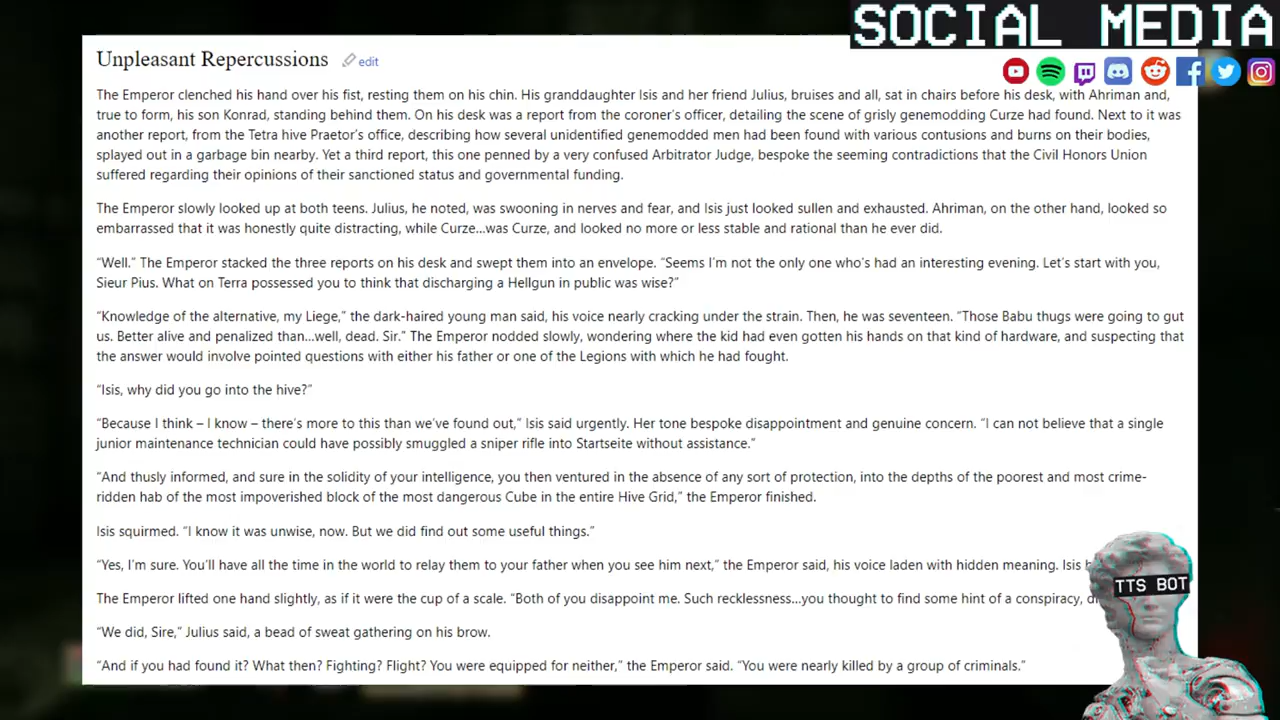 SOCIAL MEDIA
Unpleasant Repercussions edit
The Emperor clenched his hand over his fist, resting them on his chin. His granddaughter Isis and her friend Julius, bruises and all, sat in chairs before his desk, with Ahriman and,
true to form, his son Konrad, standing behind them. On his desk was a report from the coroner's officer, detailing the scene of grisly genemodding Curze had found. Next to it was
another report, from the Tetra hive Praetor's office, describing how several unidentified genemodded men had been found with various contusions and burns on their bodies,
splayed out in a garbage bin nearby. Yet a third report, this one penned by a very confused Arbitrator Judge, bespoke the seeming contradictions that the Civil Honors Union
suffered regarding their opinions of their sanctioned status and governmental funding.
The Emperor slowly looked up at both teens. Julius, he noted, was swooning in nerves and fear, and Isis just looked sullen and exhausted. Ahriman, on the other hand, looked so
embarrassed that it was honestly quite distracting, while Curze...was Curze, and looked no more or less stable and rational than he ever did.
“Well.” The Emperor stacked the three reports on his desk and swept them into an envelope. “Seems I'm not the only one who's had an interesting evening. Let's start with you,
Sieur Pius. What on Terra possessed you to think that discharging a Hellgun in public was wise?”
“Knowledge of the alternative, my Liege,” the dark-haired young man said, his voice nearly cracking under the strain. Then, he was seventeen. “Those Babu thugs were going to gut
us. Better alive and penalized than...well, dead. Sir.” The Emperor nodded slowly, wondering where the kid had even gotten his hands on that kind of hardware, and suspecting that
the answer would involve pointed questions with either his father or one of the Legions with which he had fought.
“Isis, why did you go into the hive?”
“Because I think – I know – there's more to this than we've found out,” Isis said urgently. Her tone bespoke disappointment and genuine concern. “I can not believe that a single
junior maintenance technician could have possibly smuggled a sniper rifle into Startseite without assistance.”
“And thusly informed, and sure in the solidity of your intelligence, you then ventured in the absence of any sort of protection, into the depths of the poorest and most crime-
ridden hab of the most impoverished block of the most dangerous Cube in the entire Hive Grid,” the Emperor finished.
Isis squirmed. “I know it was unwise, now. But we did find out some useful things.”
“Yes, I'm sure. You'll have all the time in the world to relay them to your father when you see him next,” the Emperor said, his voice laden with hidden meaning. Isis
The Emperor lifted one hand slightly, as if it were the cup of a scale. “Both of you disappoint me. Such recklessness...you thought to find some hint of a conspiracy,
TTS BOT
“We did, Sire,” Julius said, a bead of sweat gathering on his brow.
“And if you had found it? What then? Fighting? Flight? You were equipped for neither,” the Emperor said. “You were nearly killed by a group of criminals.”